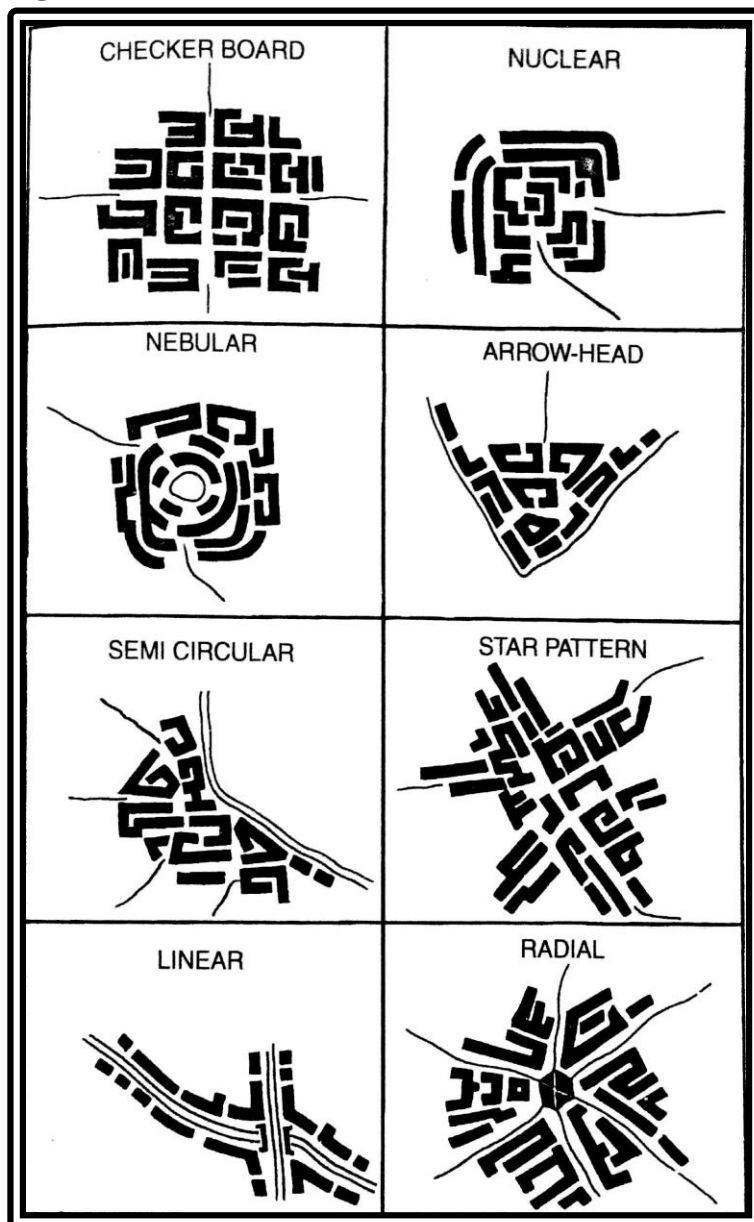 CHECKER BOARD
NUCLEAR
NEBULAR
ARROW-HEAD
SEMI CIRCULAR
STAR PATTERN
LINEAR
RADIAL